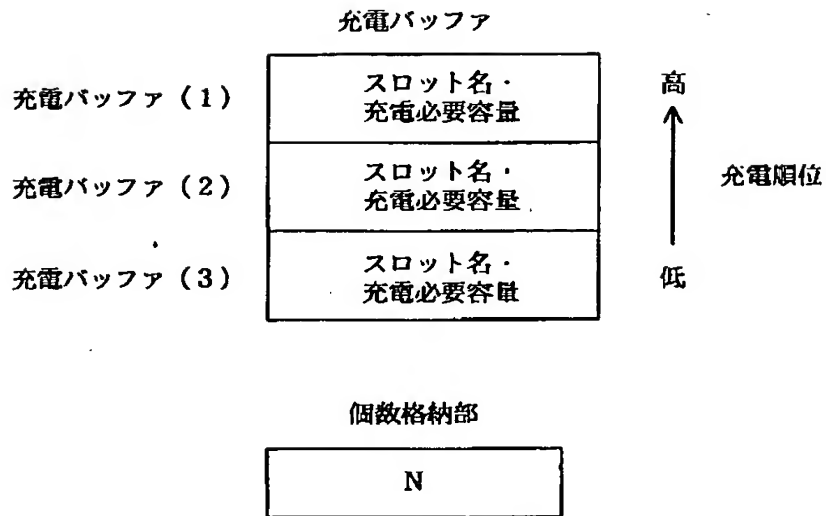 充電バッファ
充電バッファ（1）
スロット名・
充電必要容量
高
充電バッファ（2）
スロット名・
充電必要容量
充電順位
充電バッファ（3）
スロット名・
充電必要容量
低
個数格納部
N